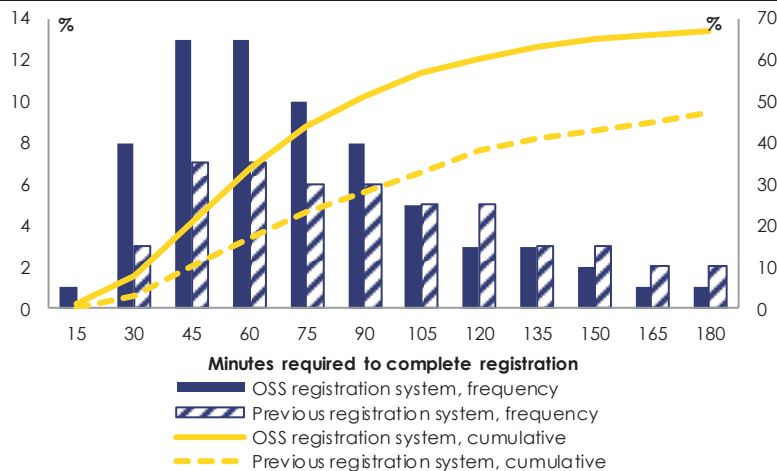 14 % % 70
12 60
10 50
8 40
6 30
4 20
2 10
0 0
15 30 45 60 75 90 105 120 135 150 165 180
Minutes required to complete registration
OSS registration system, frequency
Previous registration system, frequency
OSS registration system, cumulative
Previous registration system, cumulative